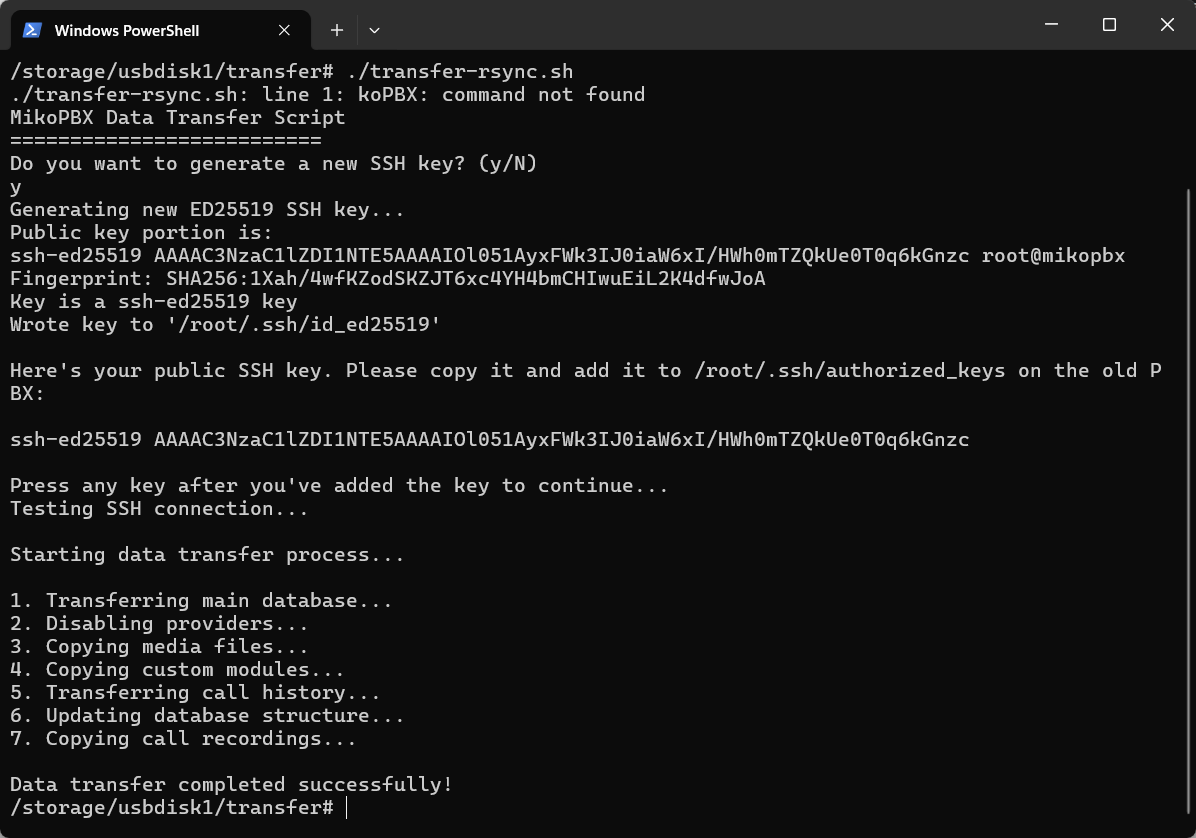 Windows PowerShell
/storage/usbdisk1/transfer# ./transfer-rsync.sh
./transfer-rsync.sh: line 1: koPBX: command not found
MikoPBX Data Transfer Script
==========================
Do you want to generate a new SSH key? (y/N)
y
Generating new ED25519 SSH key...
Public key portion is:
ssh-ed25519 AAAAC3NzaC1lZDI1NTE5AAAAIOl051AyxFWk3IJ0iaW6xI/HWh0mTZQkUe0T0q6kGnzc root@mikopbx
Fingerprint: SHA256:1Xah/4wfKZodSKZJT6xc4YH4bmCHIwuEiL2K4dfwJoA
Key is a ssh-ed25519 key
Wrote key to '/root/.ssh/id_ed25519'
Here's your public SSH key. Please copy it and add it to /root/.ssh/authorized_keys on the old P
BX:
ssh-ed25519 AAAAC3NzaC1lZDI1NTE5AAAAIOl051AyxFWk3IJ0iaW6xI/HWh0mTZQkUe0T0q6kGnzc
Press any key after you've added the key to continue...
Testing SSH connection...
Starting data transfer process...
1. Transferring main database...
2. Disabling providers...
3. Copying media files...
4. Copying custom modules...
5. Transferring call history...
6. Updating database structure...
7. Copying call recordings...
Data transfer completed successfully!
/storage/usbdisk1/transfer#